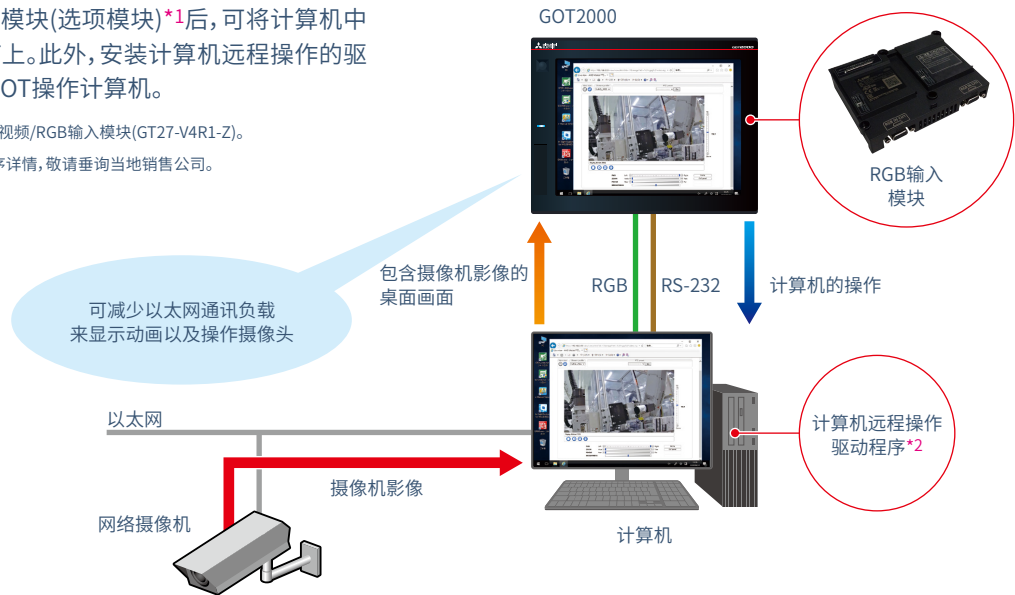 模块(选项模块)*1后,可将计算机中
上。此外,安装计算机远程操作的驱
OT操作计算机。
视频/RGB输入模块(GT27-V4R1-Z)。
详情,敬请垂询当地销售公司。
GOT2000
RGB输入
模块
可减少以太网通讯负载
来显示动画以及操作摄像头
包含摄像机影像的
桌面画面
RGB
RS-232
计算机的操作
以太网
摄像机影像
网络摄像机
计算机远程操作
驱动程序*2
计算机